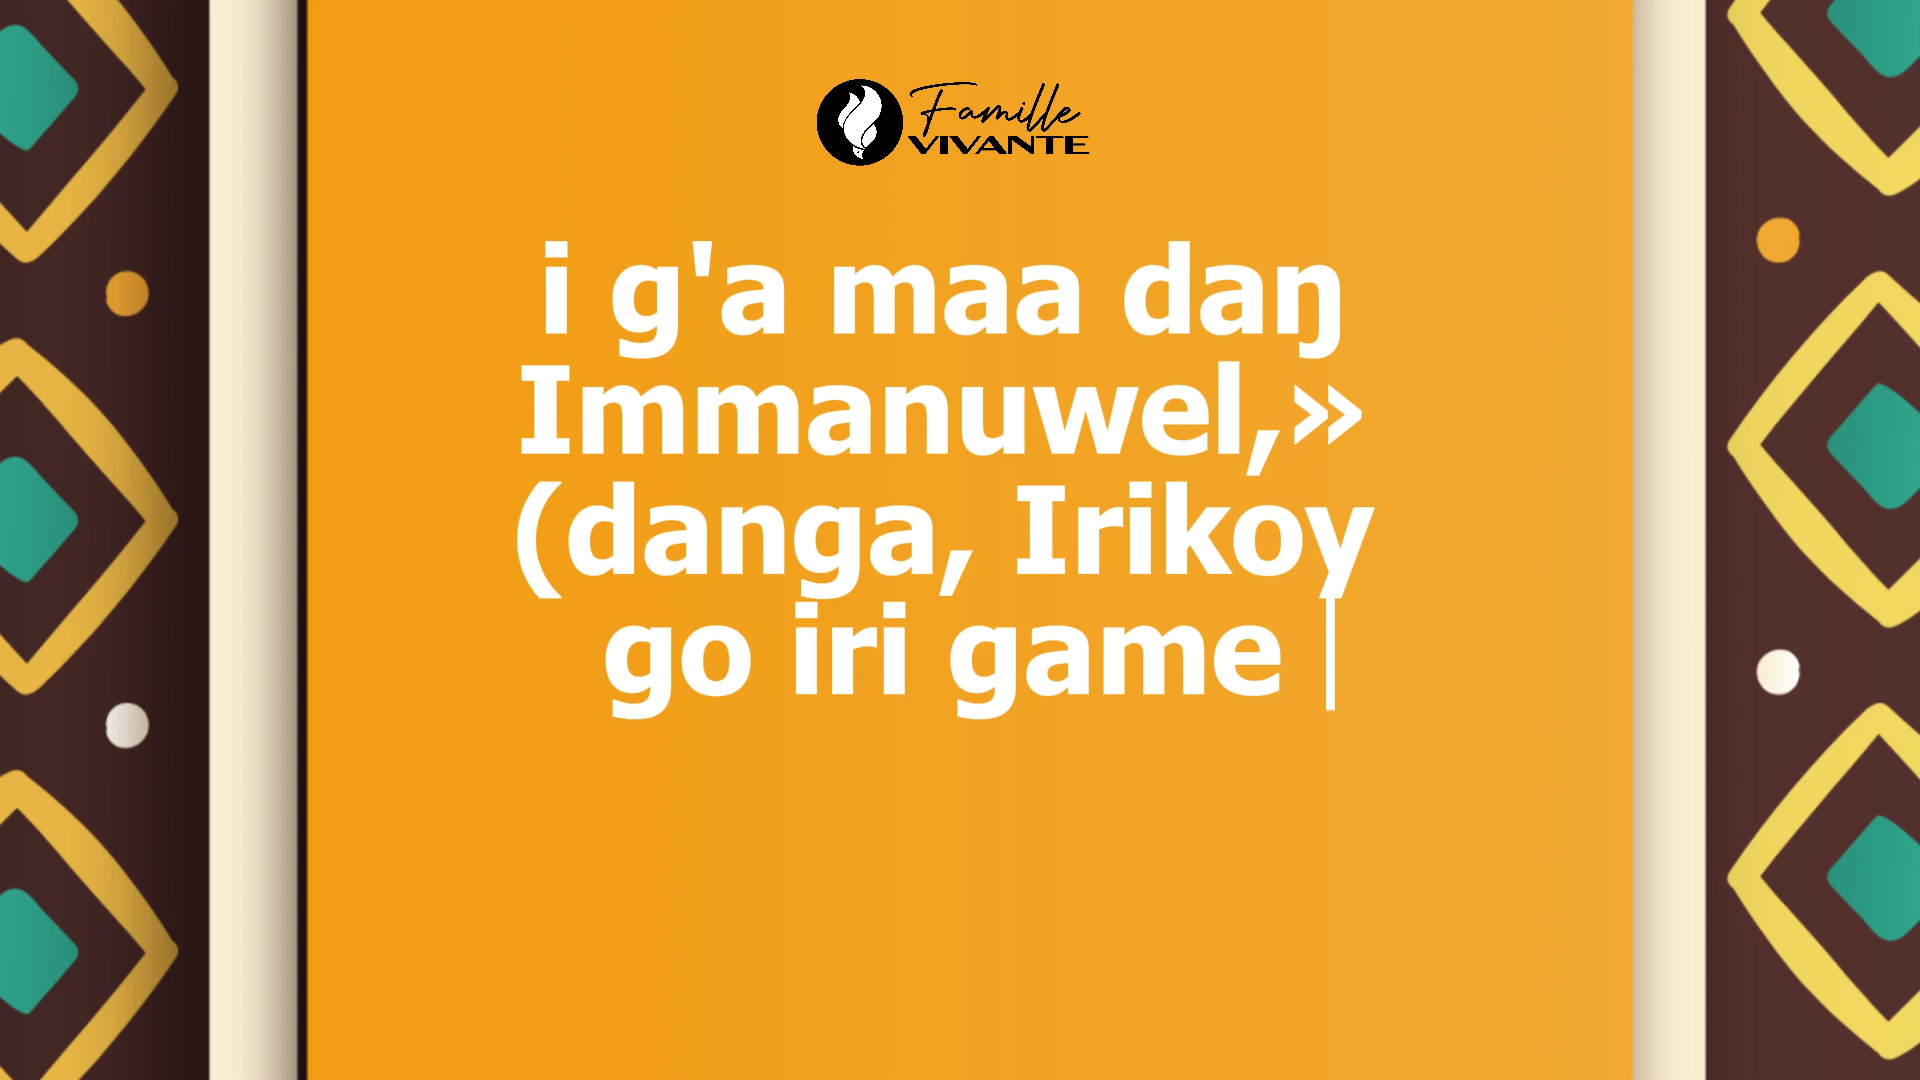 Famille
VIVANTE
i g'a maa daŋ
Immanuwel,»
(danga, Irikoy
go iri game